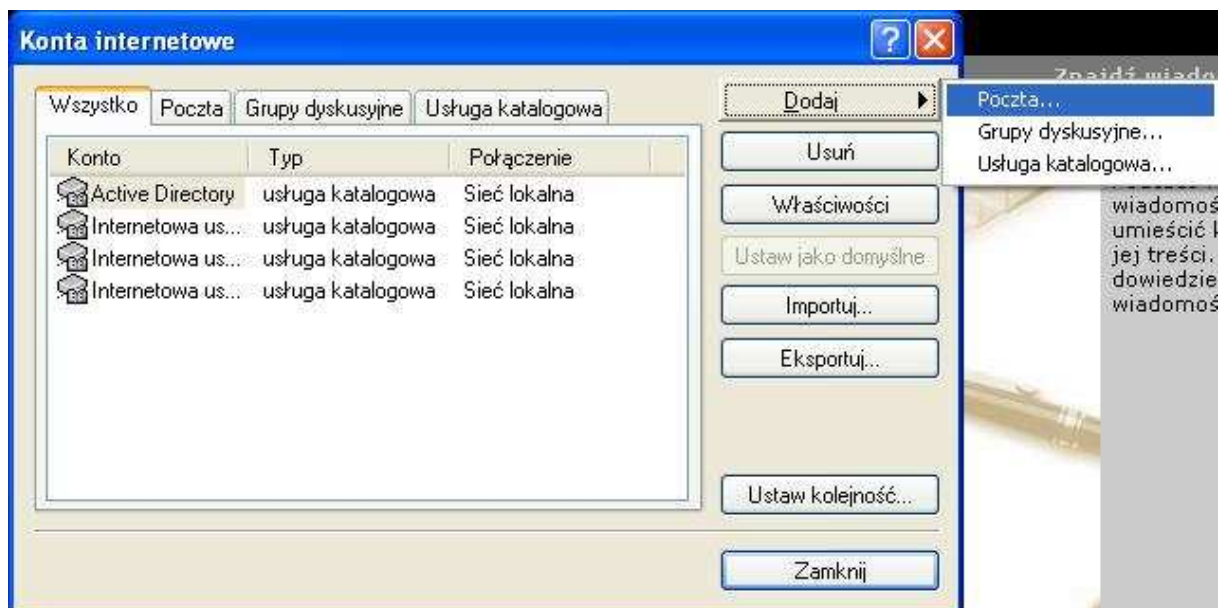 Konta internetowe
Wszystko Poczta Grupy dyskusyjne Usługa katalogowa
Konto Typ Połączenie
Active Directory usługa katalogowa Sieć lokalna
Internetowa us... usługa katalogowa Sieć lokalna
Internetowa us... usługa katalogowa Sieć lokalna
Internetowa us... usługa katalogowa Sieć lokalna
Dodaj
Usuń
Właściwości
Ustaw jako domyślne
Importuj...
Eksportuj...
Ustaw kolejność...
Zamknij
Poczta...
Grupy dyskusyjne...
Usługa katalogowa...
Znajdź wiado
wiadomoś
umieścić k
jej treści.
dowiedzie
wiadomoś